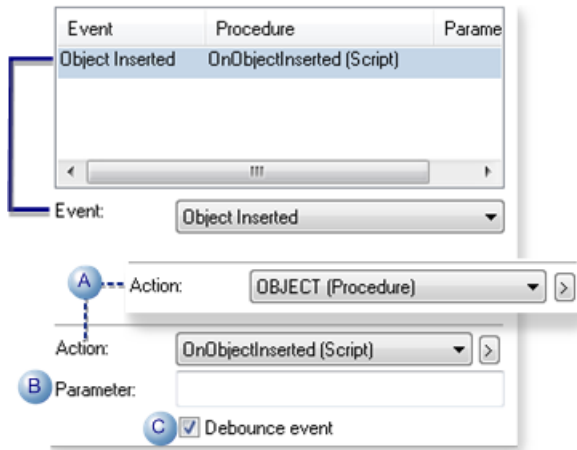 Event Procedure Parame
Object Inserted OnObjectInserted (Script)
Event: Object Inserted
A Action: OBJECT (Procedure) >
Action: OnObjectInserted (Script) >
B Parameter:
C Debounce event